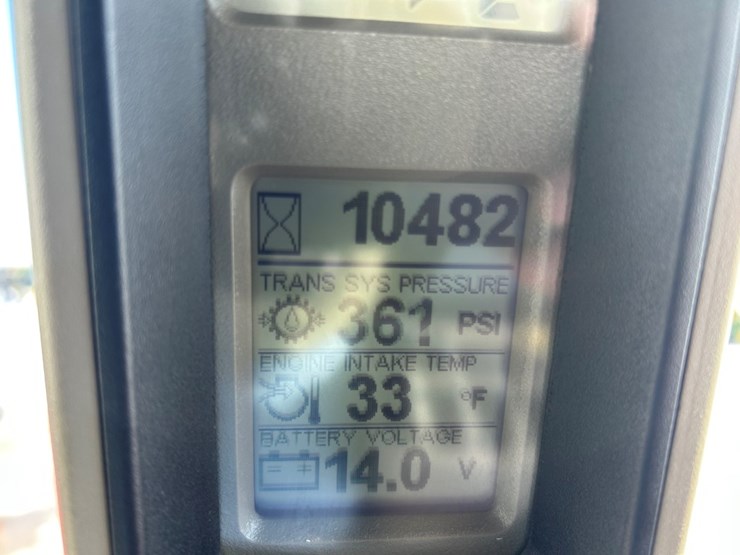 10482
TRANS SYS PRESSURE
361 PSI
ENGINE INTAKE TEMP
33 °F
BATTERY VOLTAGE
14.0 V